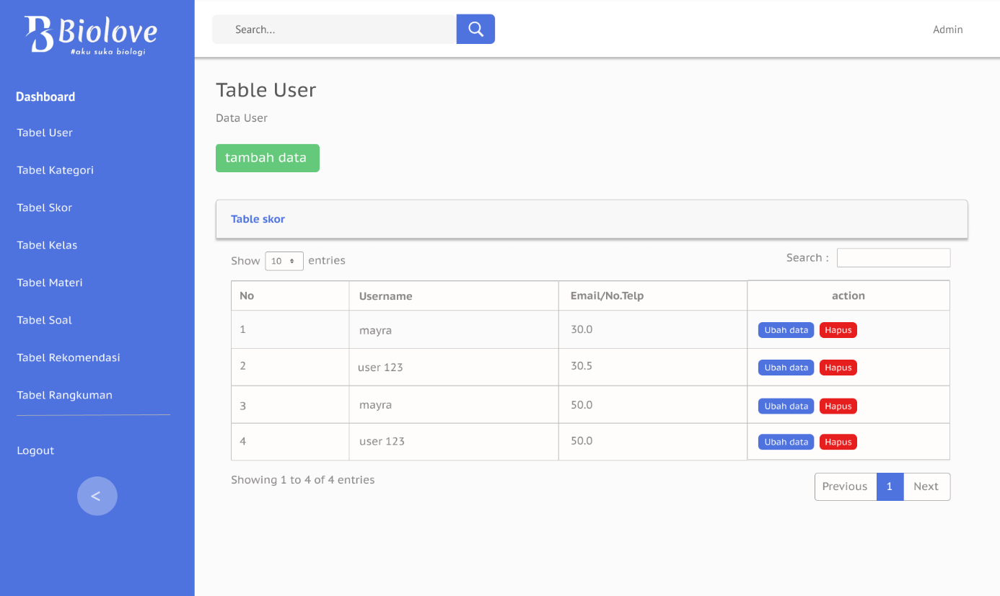 Biolove
#aku suka biologi
Dashboard
Tabel User
Tabel Kategori
Tabel Skor
Tabel Kelas
Tabel Materi
Tabel Soal
Tabel Rekomendasi
Tabel Rangkuman
Logout
<
Search... Admin
Table User
Data User
tambah data
Table skor
Show 10 entries Search :
No Username Email/No.Telp action
1 mayra 30.0 Ubah data Hapus
2 user 123 30.5 Ubah data Hapus
3 mayra 50.0 Ubah data Hapus
4 user 123 50.0 Ubah data Hapus
Showing 1 to 4 of 4 entries Previous 1 Next